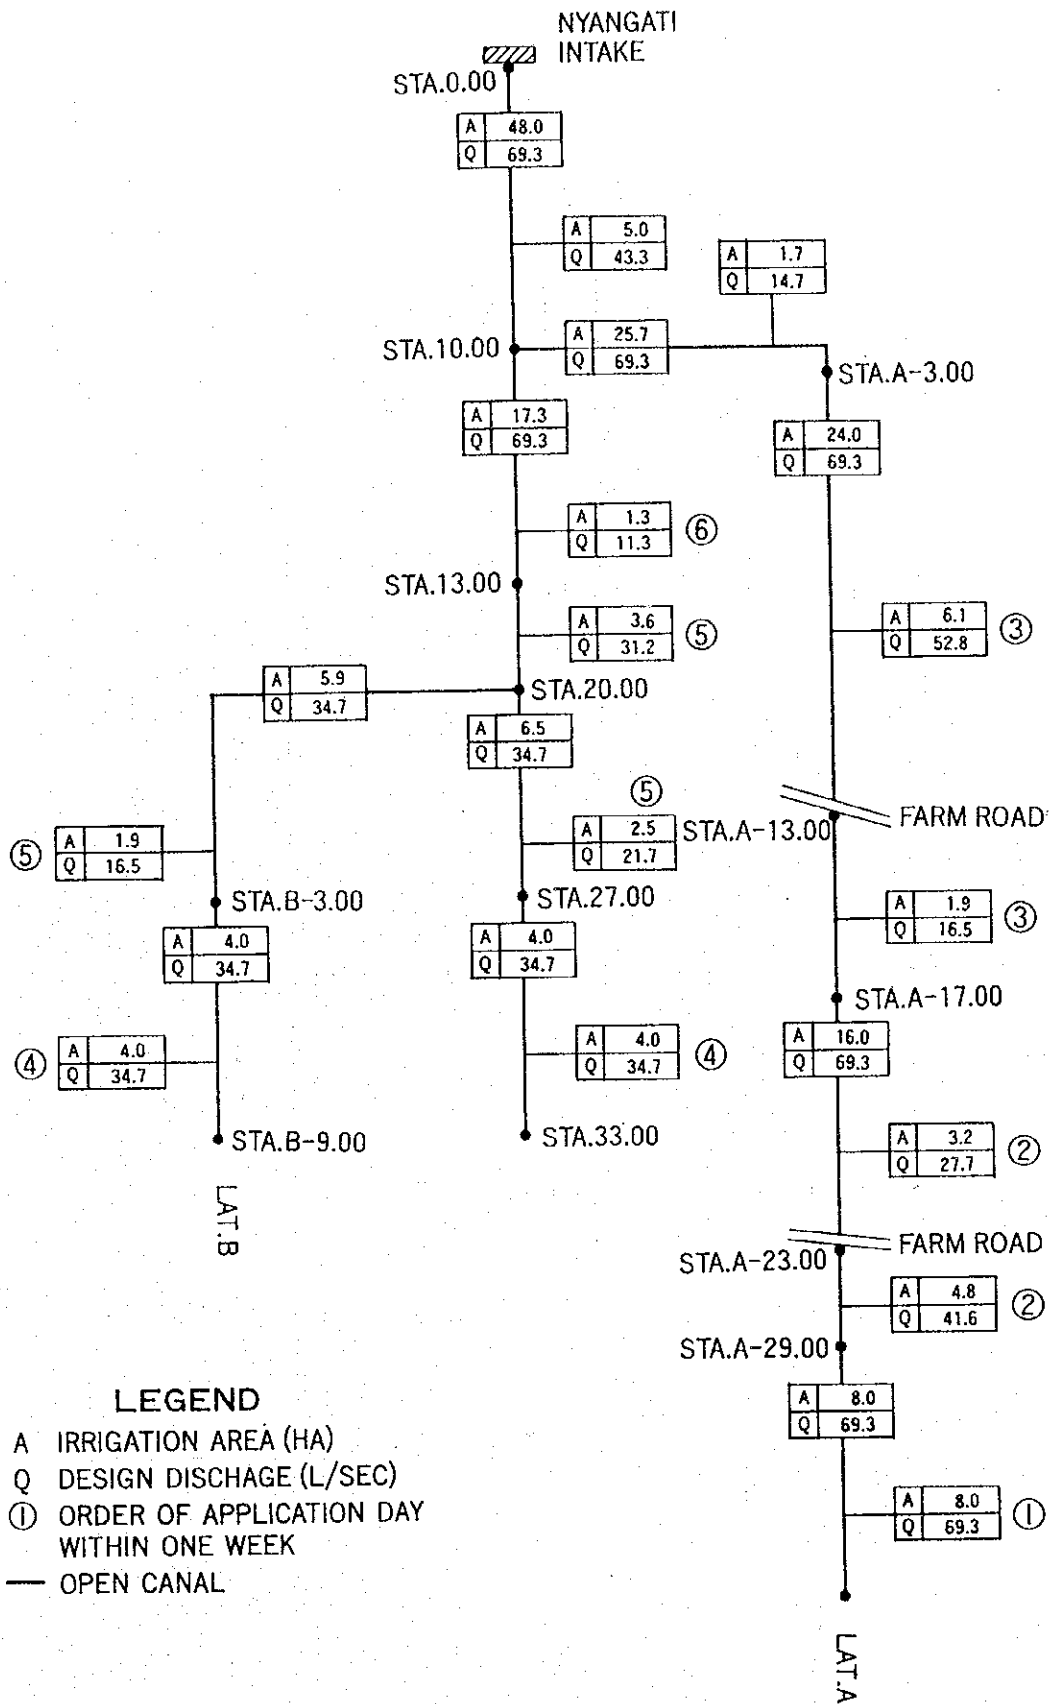 NYANGATI
INTAKE
STA.0.00
A 48.0
Q 69.3
A 5.0
Q 43.3
A 1.7
Q 14.7
STA.10.00
A 25.7
Q 69.3
STA.A-3.00
A 17.3
Q 69.3
A 24.0
Q 69.3
A 1.3
Q 11.3
⑥
STA.13.00
A 3.6
Q 31.2
⑤
A 6.1
Q 52.8
③
A 5.9
Q 34.7
STA.20.00
A 6.5
Q 34.7
⑤
A 2.5
Q 21.7
STA.A-13.00
FARM ROAD
⑤
A 1.9
Q 16.5
STA.B-3.00
STA.27.00
A 1.9
Q 16.5
③
A 4.0
Q 34.7
A 4.0
Q 34.7
STA.A-17.00
A 16.0
Q 69.3
④
A 4.0
Q 34.7
A 4.0
Q 34.7
④
STA.B-9.00
STA.33.00
A 3.2
Q 27.7
②
LAT.B
FARM ROAD
STA.A-23.00
A 4.8
Q 41.6
②
STA.A-29.00
A 8.0
Q 69.3
A 8.0
Q 69.3
①
LAT.A
LEGEND
A IRRIGATION AREA (HA)
Q DESIGN DISCHAGE (L/SEC)
① ORDER OF APPLICATION DAY
WITHIN ONE WEEK
— OPEN CANAL